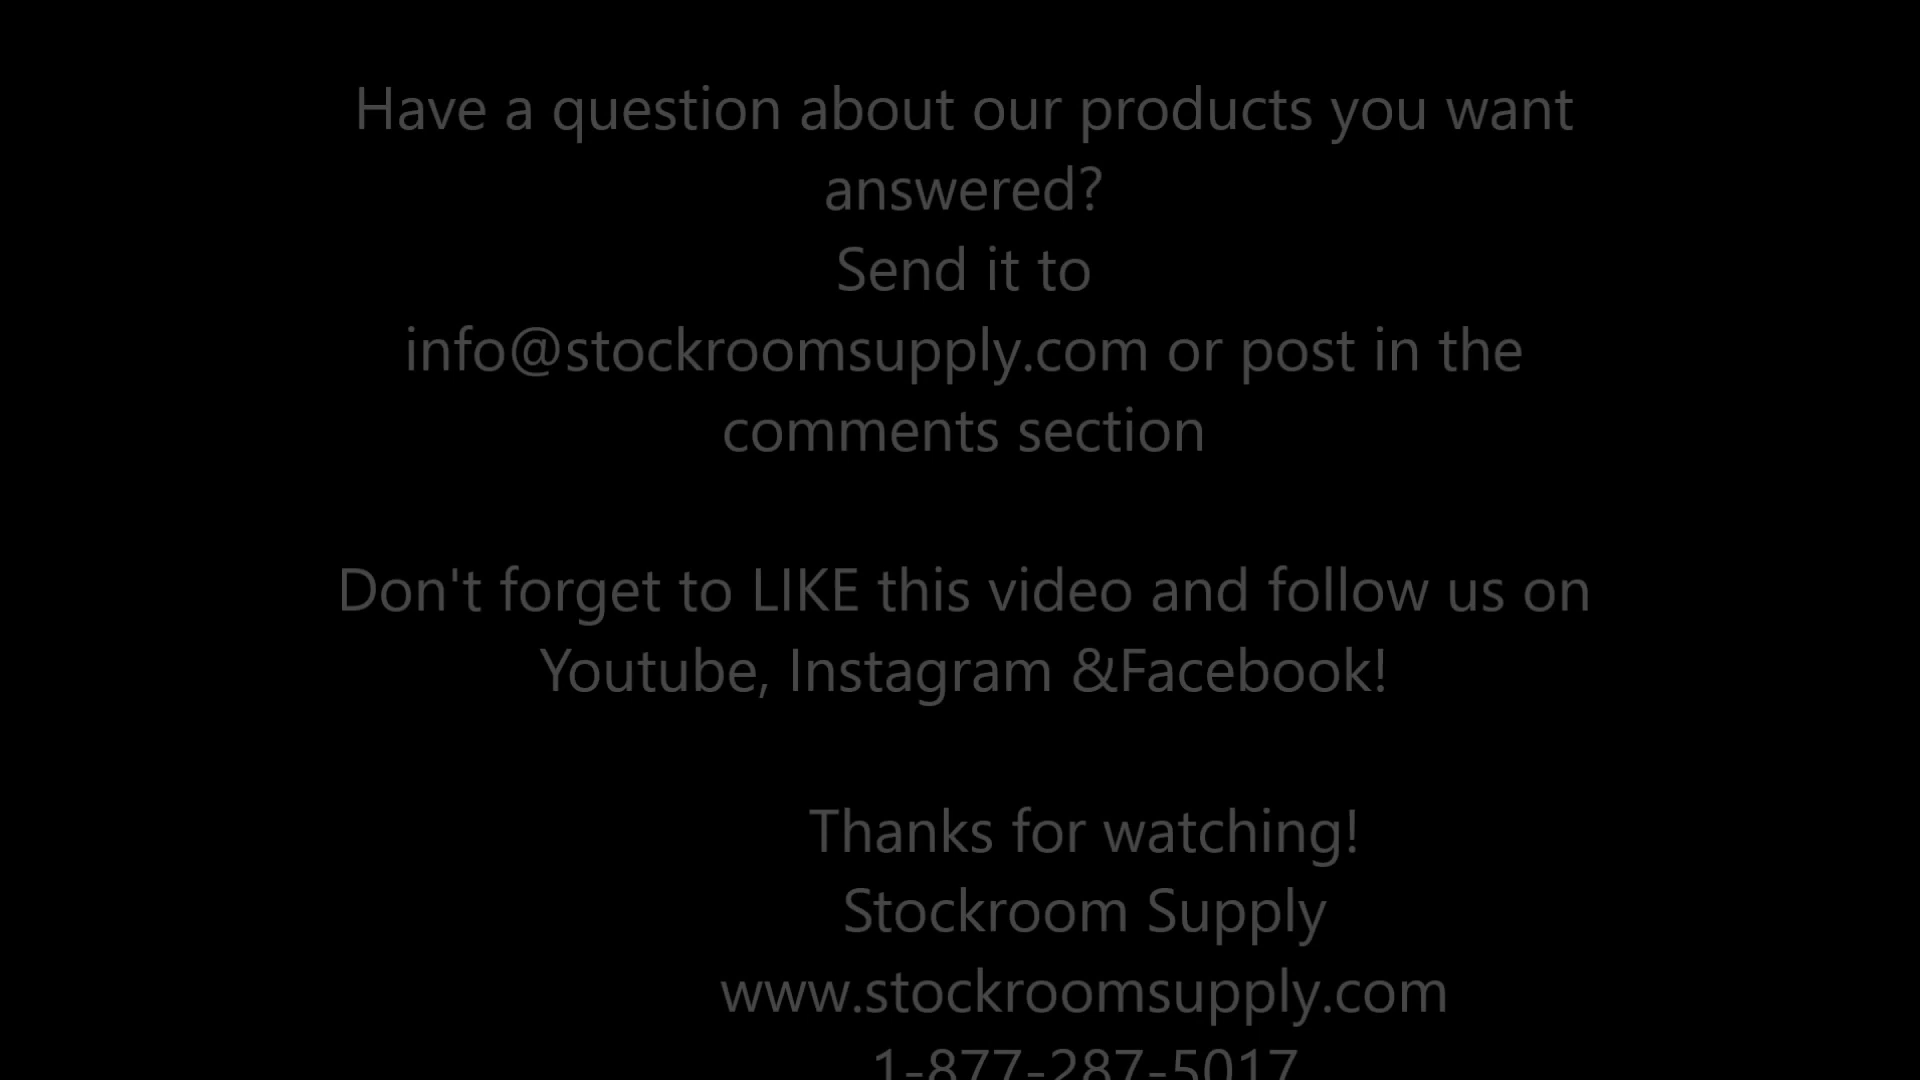 Have a question about our products you want
answered?
Send it to
info@stockroomsupply.com or post in the
comments section
Don't forget to LIKE this video and follow us on
Youtube, Instagram &Facebook!
Thanks for watching!
Stockroom Supply
www.stockroomsupply.com
1-877-287-5017